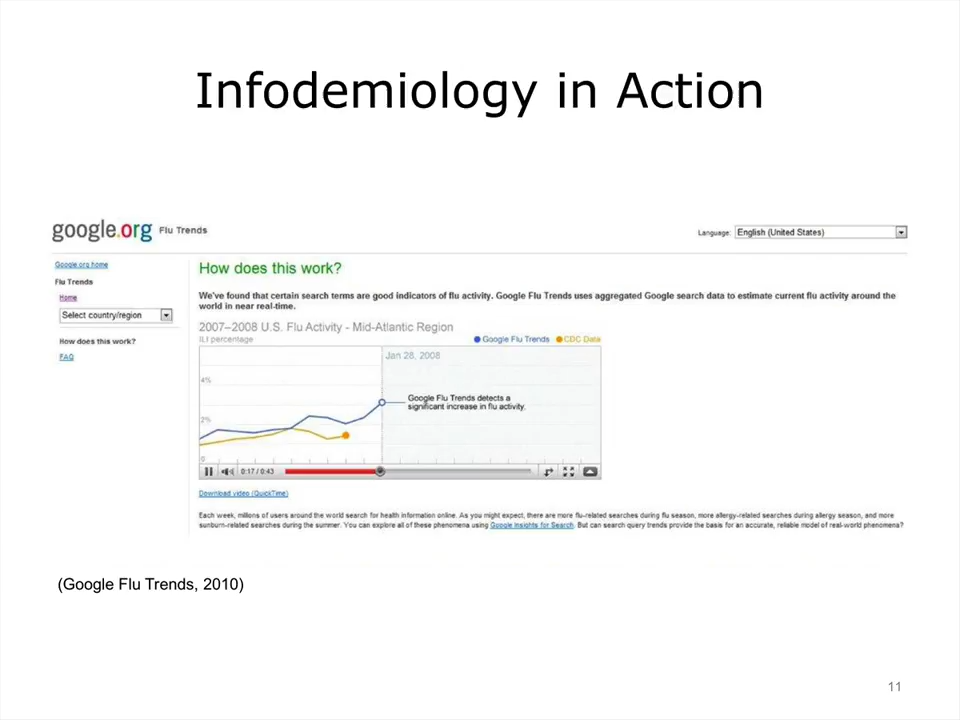 Infodemiology in Action
google.org Flu Trends
Language: English (United States)
Google.org home
Flu Trends
Home
Select country/region
How does this work?
FAQ
How does this work?
We've found that certain search terms are good indicators of flu activity. Google Flu Trends uses aggregated Google search data to estimate current flu activity around the
world in near real-time.
2007–2008 U.S. Flu Activity - Mid-Atlantic Region
ILI percentage
Google Flu Trends CDC Data
Jan 28, 2008
4%
Google Flu Trends detects a
significant increase in flu activity.
2%
0
0:17 / 0:43
Download video (QuickTime)
Each week, millions of users around the world search for health information online. As you might expect, there are more flu-related searches during flu season, more allergy-related searches during allergy season, and more
sunburn-related searches during the summer. You can explore all of these phenomena using Google Insights for Search. But can search query trends provide the basis for an accurate, reliable model of real-world phenomena?
(Google Flu Trends, 2010)
11